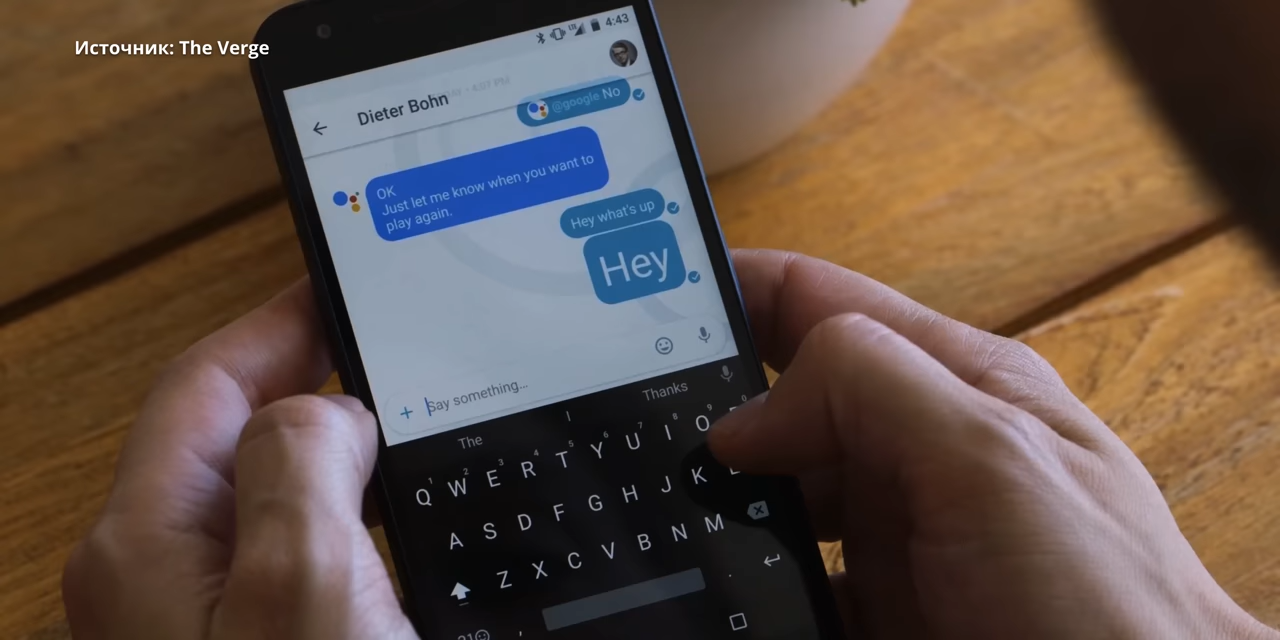 Источник: The Verge
4:43
Dieter Bohn
@google No
OK
Just let me know when you want to
play again.
Hey what's up
Hey
Say something...
The
I
Thanks
Q W E R T Y U I O
A S D F G H J K L
Z X C V B N M